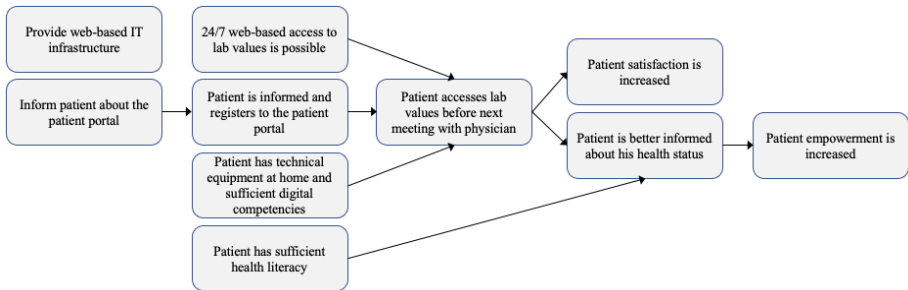 Provide web-based IT
infrastructure
24/7 web-based access to
lab values is possible
Inform patient about the
patient portal
Patient is informed and
registers to the patient
portal
Patient has technical
equipment at home and
sufficient digital
competencies
Patient has sufficient
health literacy
Patient accesses lab
values before next
meeting with physician
Patient satisfaction is
increased
Patient is better informed
about his health status
Patient empowerment is
increased